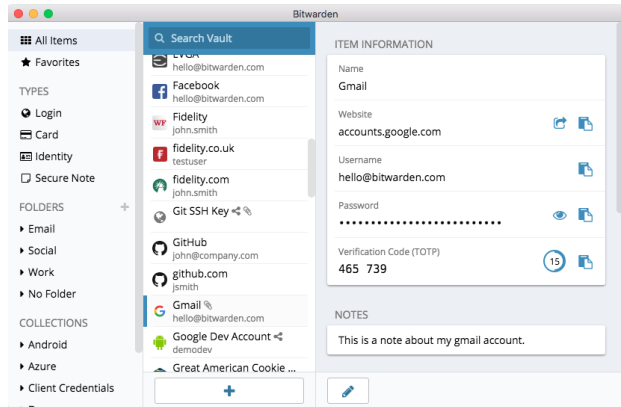 Bitwarden
All Items
Favorites
TYPES
Login
Card
Identity
Secure Note
FOLDERS
Email
Social
Work
No Folder
COLLECTIONS
Android
Azure
Client Credentials
Search Vault
EVGA
hello@bitwarden.com
Facebook
hello@bitwarden.com
WF
Fidelity
john.smith
fidelity.co.uk
testuser
fidelity.com
john.smith
Git SSH Key
GitHub
john@company.com
github.com
jsmith
Gmail
hello@bitwarden.com
Google Dev Account
demodev
Great American Cookie ...
ITEM INFORMATION
Name
Gmail
Website
accounts.google.com
Username
hello@bitwarden.com
Password
Verification Code (TOTP)
465 739
15
NOTES
This is a note about my gmail account.